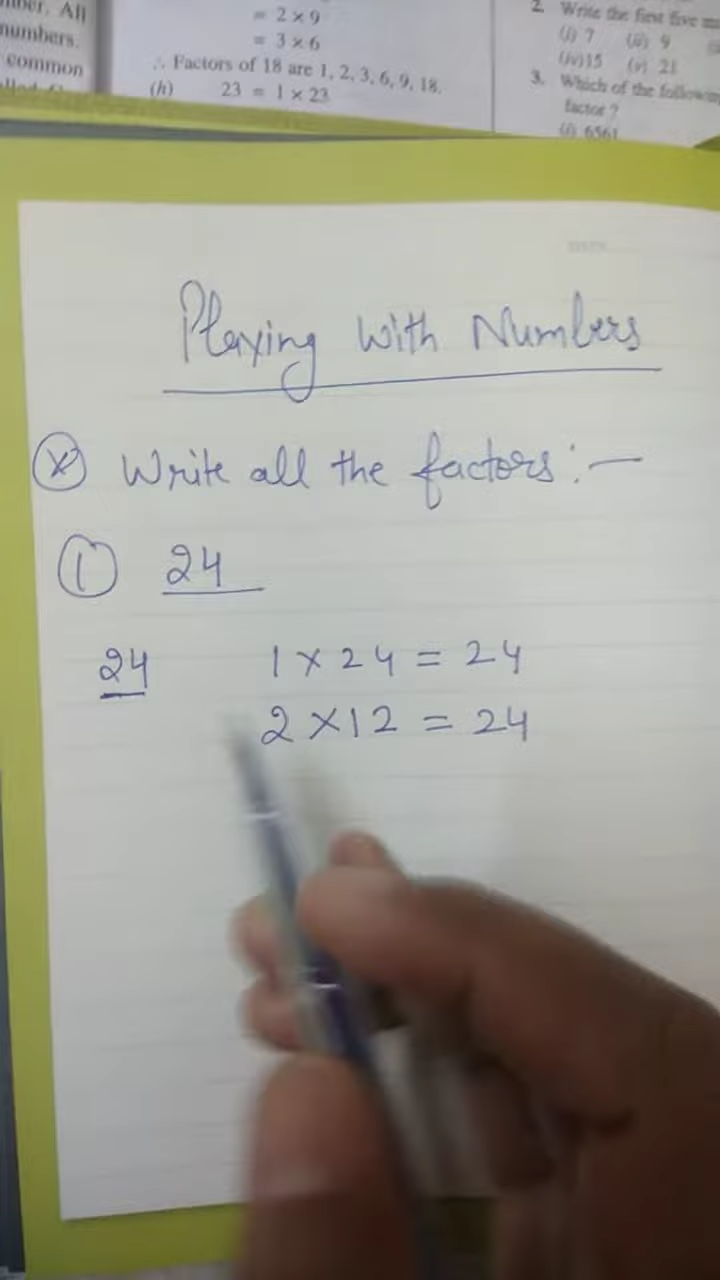 numbers.
common
= 2 × 9
= 3 × 6
∴ Factors of 18 are 1, 2, 3, 6, 9, 18.
(h) 23 = 1 × 23
2. Write the first five
(i) 7 (ii) 9
(iv) 15 (v) 21
3. Which of the following
factor ?
(i) 6561
Playing With Numbers
Write all the factors:—
① 24
24 1 × 24 = 24
2 × 12 = 24